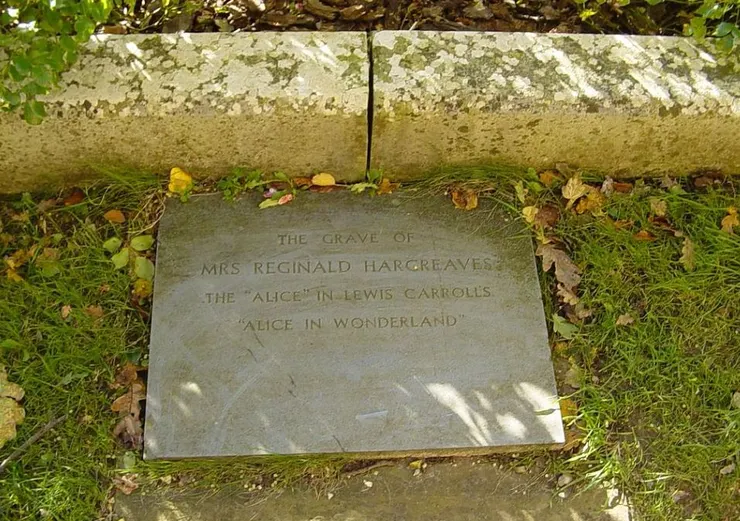 THE GRAVE OF
MRS REGINALD HARGREAVES
THE "ALICE" IN LEWIS CARROLL'S
"ALICE IN WONDERLAND"